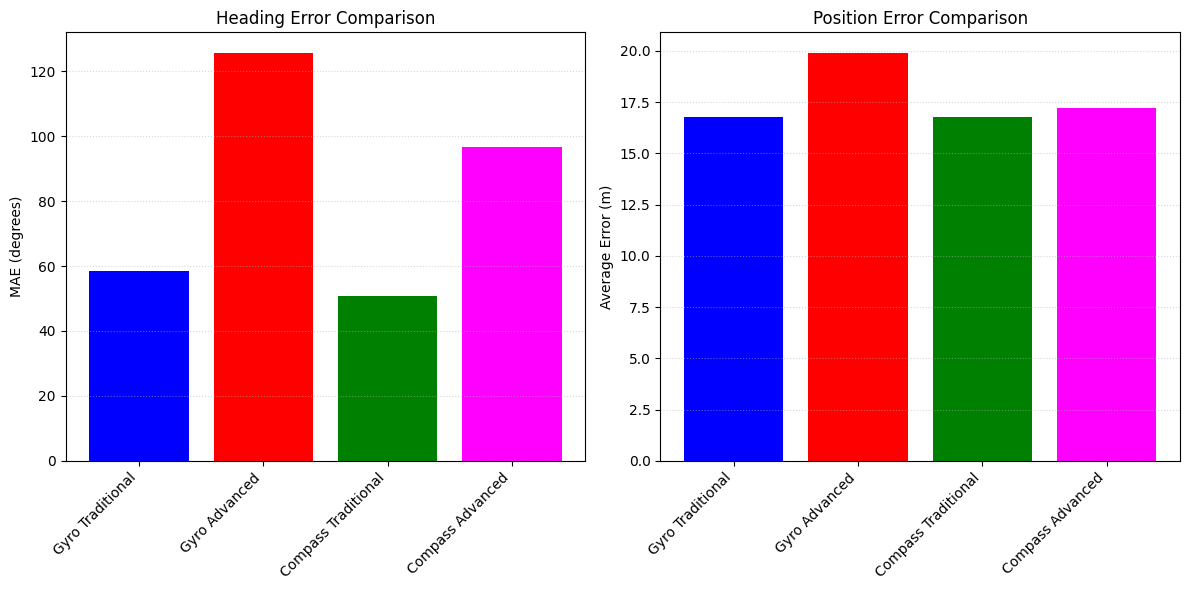 Heading Error Comparison
MAE (degrees)
120
100
80
60
40
20
0
Gyro Traditional
Gyro Advanced
Compass Traditional
Compass Advanced
Position Error Comparison
Average Error (m)
20.0
17.5
15.0
12.5
10.0
7.5
5.0
2.5
0.0
Gyro Traditional
Gyro Advanced
Compass Traditional
Compass Advanced